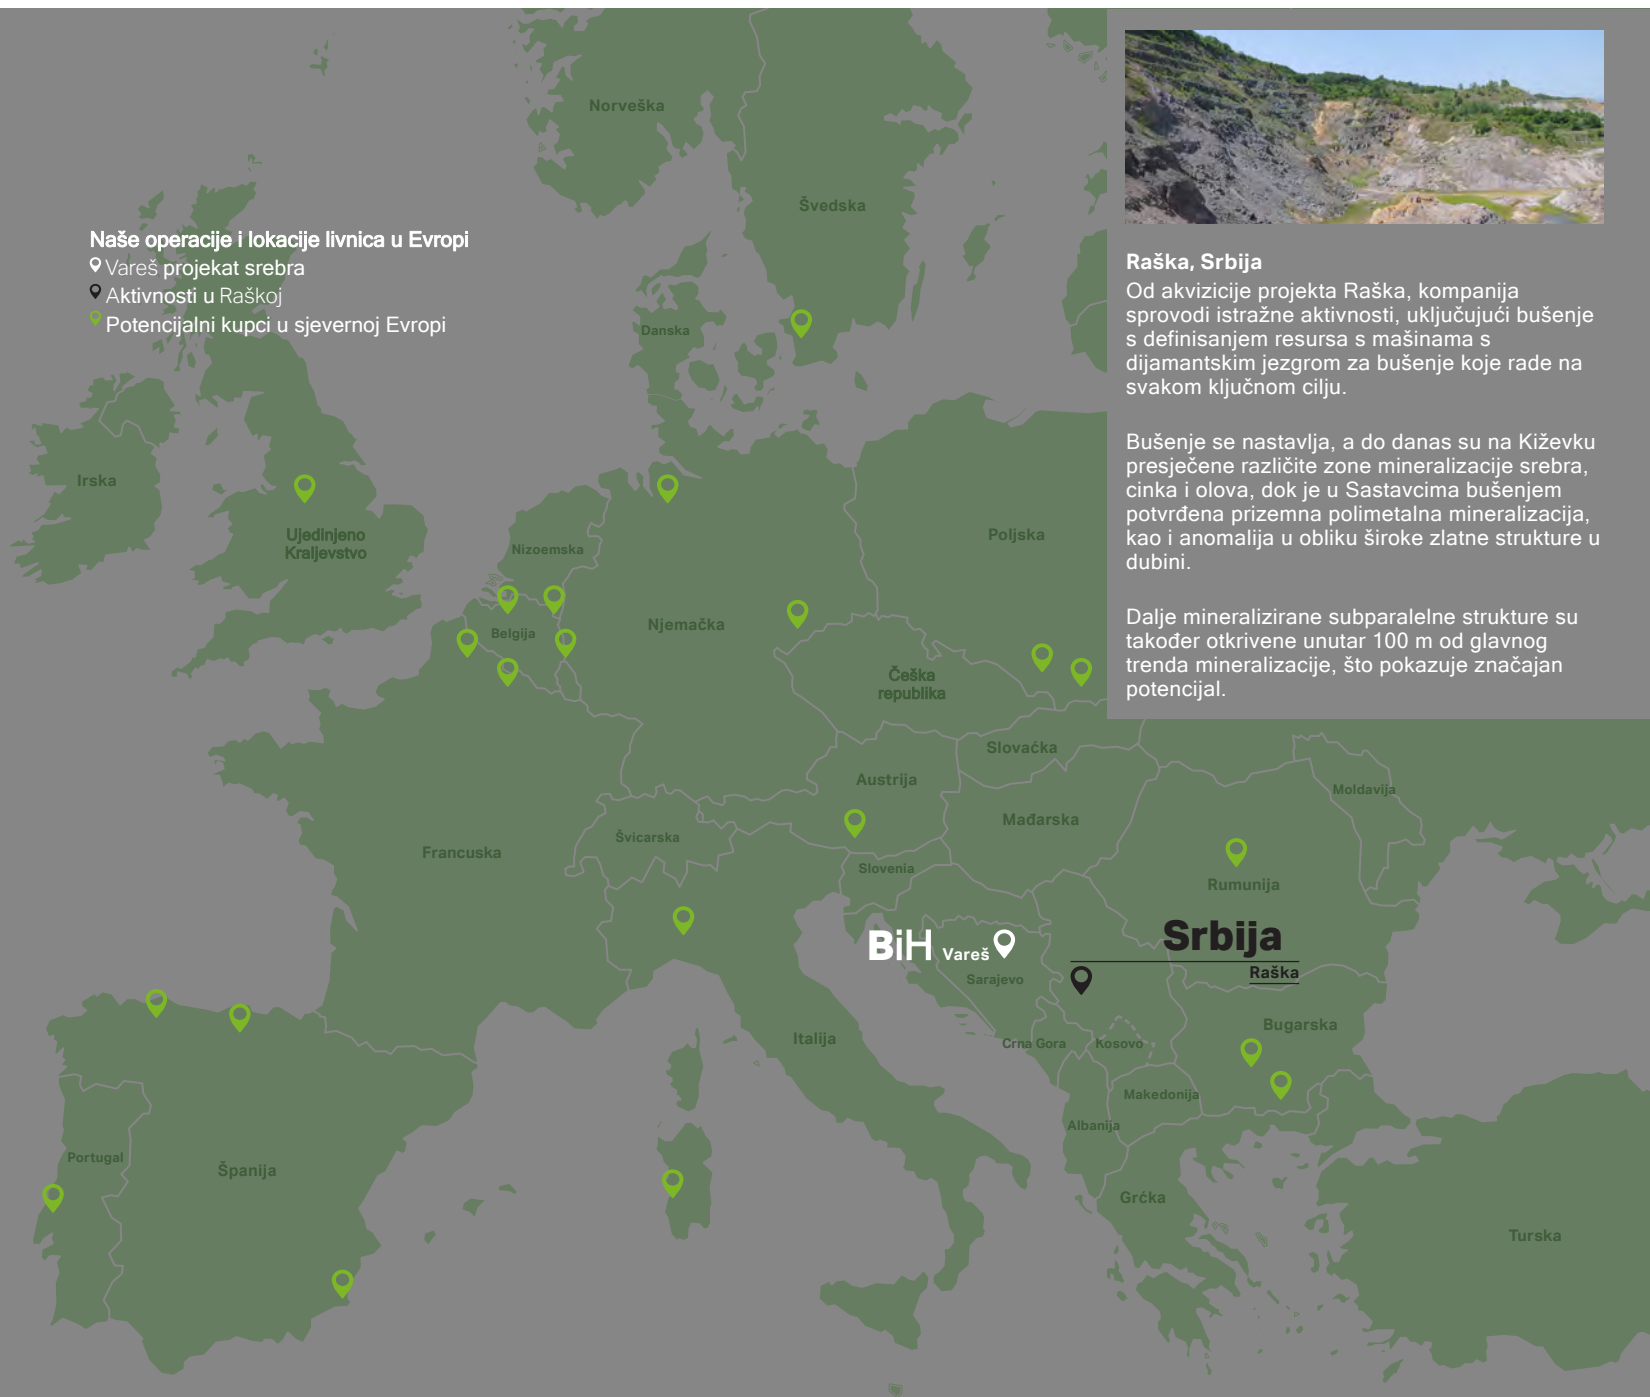 Norveška
Švedska
Naše operacije i lokacije livnica u Evropi
Vareš projekat srebra
Aktivnosti u Raškoj
Potencijalni kupci u sjevernoj Evropi
Danska
Irska
Ujedinjeno
Kraljevstvo
Nizoemska
Poljska
Belgija
Njemačka
Češka
republika
Slovaćka
Austrija
Moldavija
Mađarska
Švicarska
Francuska
Slovenia
Rumunija
BiH Vareš
Srbija
Raška
Sarajevo
Bugarska
Italija
Crna Gora
Kosovo
Makedonija
Albanija
Portugal
Španija
Grćka
Turska
Raška, Srbija
Od akvizicije projekta Raška, kompanija
sprovodi istražne aktivnosti, uključujući bušenje
s definisanjem resursa s mašinama s
dijamantskim jezgrom za bušenje koje rade na
svakom ključnom cilju.
Bušenje se nastavlja, a do danas su na Kiževku
presječene različite zone mineralizacije srebra,
cinka i olova, dok je u Sastavcima bušenjem
potvrđena prizemna polimetalna mineralizacija,
kao i anomalija u obliku široke zlatne strukture u
dubini.
Dalje mineralizirane subparalelne strukture su
također otkrivene unutar 100 m od glavnog
trenda mineralizacije, što pokazuje značajan
potencijal.